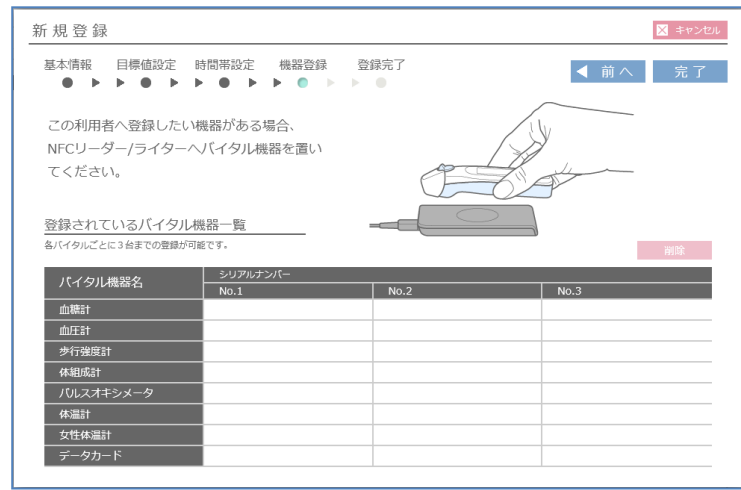 新規登録
キャンセル
基本情報 目標値設定 時間帯設定 機器登録 登録完了
前へ 完了
この利用者へ登録したい機器がある場合、
NFCリーダー/ライターへバイタル機器を置い
てください。
登録されているバイタル機器一覧
各バイタルごとに3台までの登録が可能です。
削除
バイタル機器名 シリアルナンバー
No.1 No.2 No.3
血糖計
血圧計
歩行強度計
体組成計
パルスオキシメータ
体温計
女性体温計
データカード